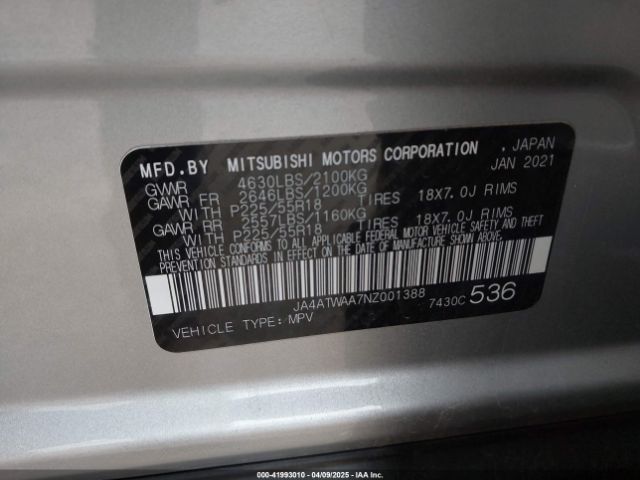 MFD. BY MITSUBISHI MOTORS CORPORATION . JAPAN
JAN 2021
GVWR 4630LBS/2100KG
GAWR FR 2646LBS/1200KG
WITH P225/55R18 TIRES 18X7.0J RIMS
GAWR RR 2557LBS/1160KG
WITH P225/55R18 TIRES 18X7.0J RIMS
THIS VEHICLE CONFORMS TO ALL APPLICABLE FEDERAL MOTOR VEHICLE SAFETY, BUMPER AND THEFT
PREVENTION STANDARDS IN EFFECT ON THE DATE OF MANUFACTURE SHOWN ABOVE.
JA4ATWAA7NZ001388
7430C 536
VEHICLE TYPE: MPV
000-41993010 | 04/09/2025 - IAA Inc.